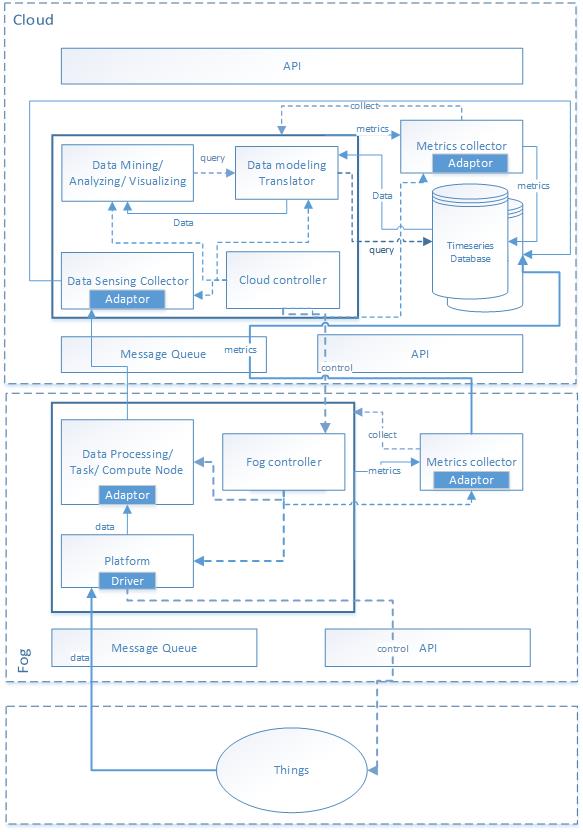 Cloud
API
collect
metrics
Metrics collector
Adaptor
Data Mining/
Analyzing/ Visualizing
query
Data modeling
Translator
metrics
Data
Data
query
Timeseries
Database
Data Sensing Collector
Adaptor
Cloud controller
Message Queue
metrics
API
control
Data Processing/
Task/ Compute Node
Adaptor
Fog controller
collect
metrics
Metrics collector
Adaptor
data
Platform
Driver
Fog
Message Queue
data
control
API
Things